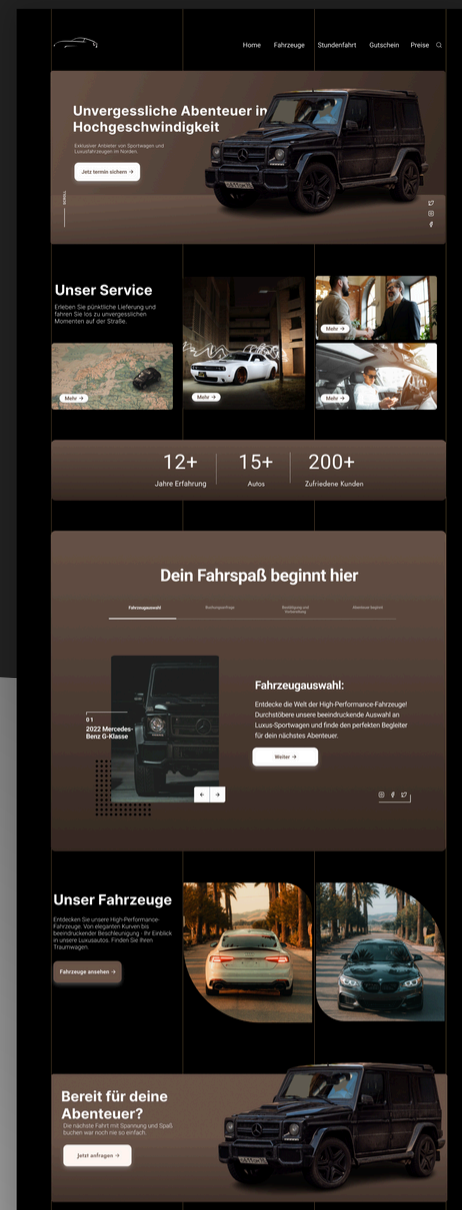 Home Fahrzeuge Stundenfahrt Gutschein Preise
Unvergessliche Abenteuer in
Hochgeschwindigkeit
Exklusiver Anbieter von Sportwagen und
Luxusfahrzeugen im Norden.
Jetz termin sichern →
SCROLL
Unser Service
Erleben Sie pünktliche Lieferung und
fahren Sie los zu unvergesslichen
Momenten auf der Straße.
Mehr →
Mehr →
Mehr →
Mehr →
12+ 15+ 200+
Jahre Erfahrung Autos Zufriedene Kunden
Dein Fahrspaß beginnt hier
Fahrzeugauswahl Abenteuer beginnt
Fahrzeugauswahl:
Entdecke die Welt der High-Performance-Fahrzeuge!
Durchstöbere unsere beeindruckende Auswahl an
Luxus-Sportwagen und finde den perfekten Begleiter
für dein nächstes Abenteuer.
Weiter →
01
2022 Mercedes-
Benz G-Klasse
Unser Fahrzeuge
Entdecken Sie unsere High-Performance-
Fahrzeuge. Von eleganten Kurven bis
beeindruckender Beschleunigung - Ihr Einblick
in unsere Luxusautos. Finden Sie Ihren
Traumwagen.
Fahrzeuge ansehen →
Bereit für deine
Abenteuer?
Die nächste Fahrt mit Spannung und Spaß
buchen war noch nie so einfach.
Jetzt anfragen →